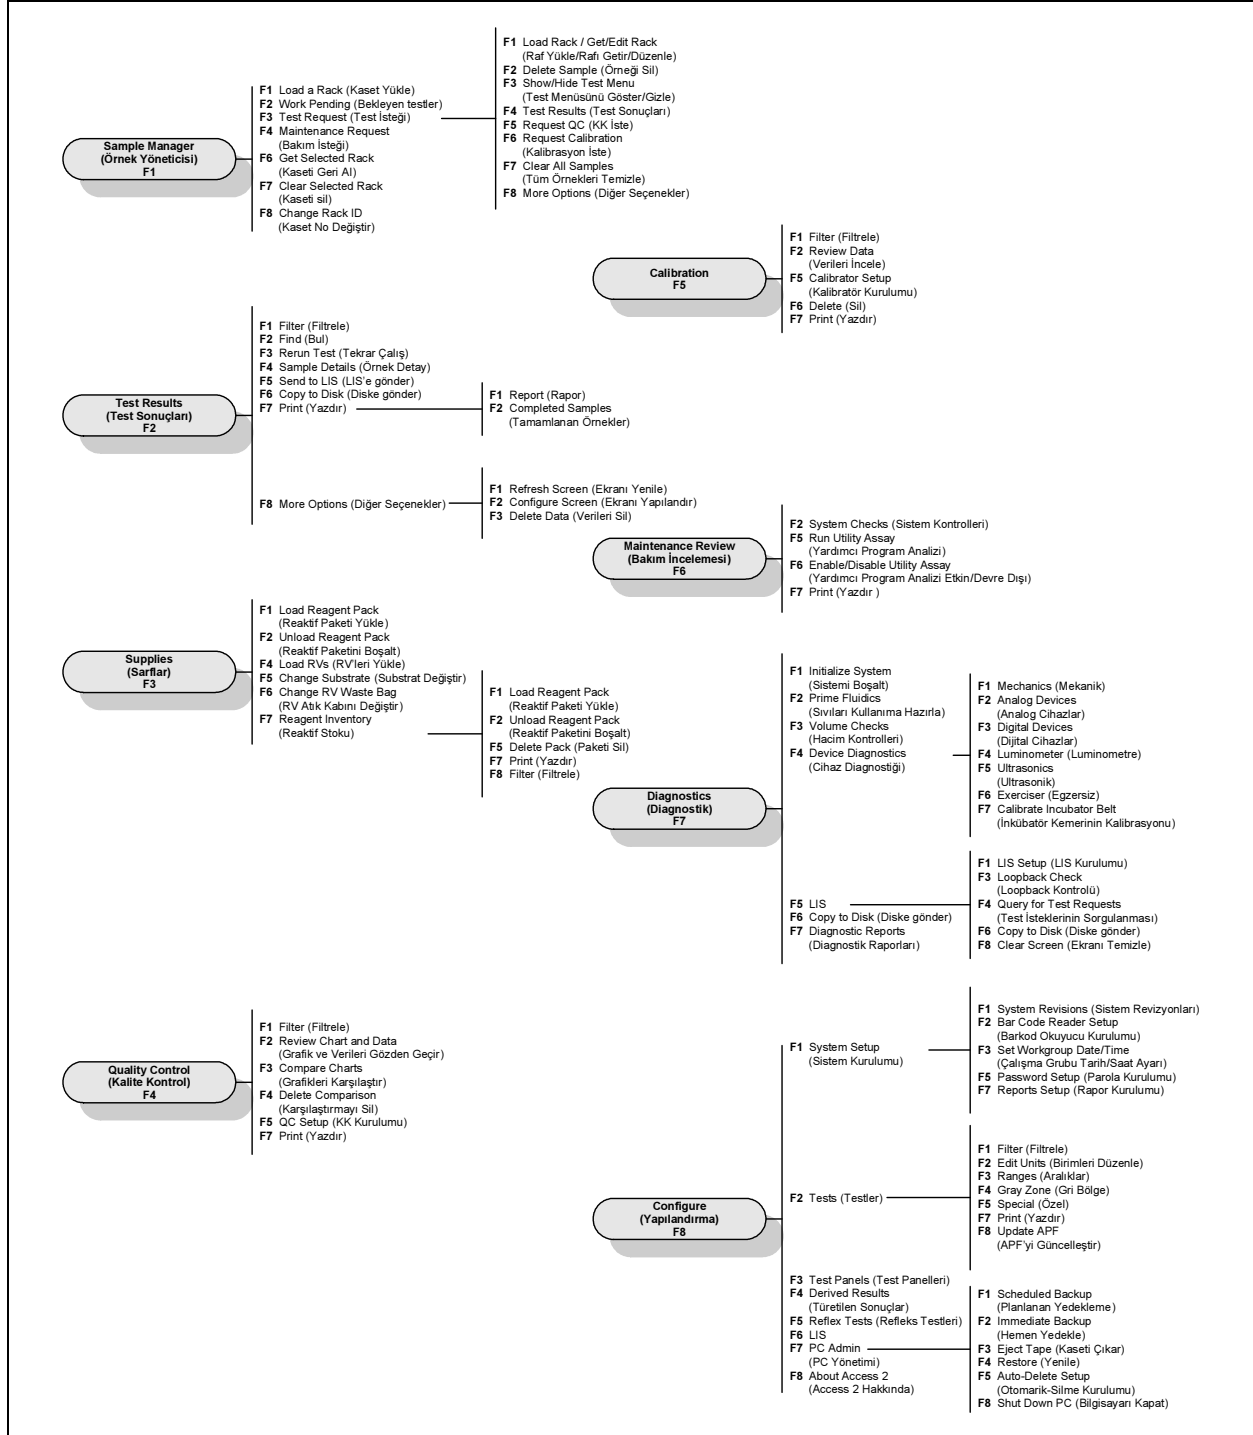 Sample Manager
(Örnek Yöneticisi)
F1
F1 Load a Rack (Kaset Yükle)
F2 Work Pending (Bekleyen testler)
F3 Test Request (Test İsteği)
F4 Maintenance Request
(Bakım İsteği)
F6 Get Selected Rack
(Kaseti Geri Al)
F7 Clear Selected Rack
(Kaseti sil)
F8 Change Rack ID
(Kaset No Değiştir)
F1 Load Rack / Get/Edit Rack
(Raf Yükle/Rafı Getir/Düzenle)
F2 Delete Sample (Örneği Sil)
F3 Show/Hide Test Menu
(Test Menüsünü Göster/Gizle)
F4 Test Results (Test Sonuçları)
F5 Request QC (KK İste)
F6 Request Calibration
(Kalibrasyon İste)
F7 Clear All Samples
(Tüm Örnekleri Temizle)
F8 More Options (Diğer Seçenekler)
Calibration
F5
F1 Filter (Filtrele)
F2 Review Data
(Verileri İncele)
F5 Calibrator Setup
(Kalibratör Kurulumu)
F6 Delete (Sil)
F7 Print (Yazdır)
Test Results
(Test Sonuçları)
F2
F1 Filter (Filtrele)
F2 Find (Bul)
F3 Rerun Test (Tekrar Çalış)
F4 Sample Details (Örnek Detay)
F5 Send to LIS (LIS'e gönder)
F6 Copy to Disk (Diske gönder)
F7 Print (Yazdır)
F1 Report (Rapor)
F2 Completed Samples
(Tamamlanan Örnekler)
F8 More Options (Diğer Seçenekler)
F1 Refresh Screen (Ekranı Yenile)
F2 Configure Screen (Ekranı Yapılandır)
F3 Delete Data (Verileri Sil)
Maintenance Review
(Bakım İncelemesi)
F6
F2 System Checks (Sistem Kontrolleri)
F5 Run Utility Assay
(Yardımcı Program Analizi)
F6 Enable/Disable Utility Assay
(Yardımcı Program Analizi Etkin/Devre Dışı)
F7 Print (Yazdır )
Supplies
(Sarflar)
F3
F1 Load Reagent Pack
(Reaktif Paketi Yükle)
F2 Unload Reagent Pack
(Reaktif Paketini Boşalt)
F4 Load RVs (RV'leri Yükle)
F5 Change Substrate (Substrat Değiştir)
F6 Change RV Waste Bag
(RV Atık Kabını Değiştir)
F7 Reagent Inventory
(Reaktif Stoku)
F1 Load Reagent Pack
(Reaktif Paketi Yükle)
F2 Unload Reagent Pack
(Reaktif Paketini Boşalt)
F5 Delete Pack (Paketi Sil)
F7 Print (Yazdır)
F8 Filter (Filtrele)
Diagnostics
(Diagnostik)
F7
F1 Initialize System
(Sistemi Boşalt)
F2 Prime Fluidics
(Sıvıları Kullanıma Hazırla)
F3 Volume Checks
(Hacim Kontrolleri)
F4 Device Diagnostics
(Cihaz Diagnostiği)
F1 Mechanics (Mekanik)
F2 Analog Devices
(Analog Cihazlar)
F3 Digital Devices
(Dijital Cihazlar)
F4 Luminometer (Luminometre)
F5 Ultrasonics
(Ultrasonik)
F6 Exerciser (Egzersiz)
F7 Calibrate Incubator Belt
(İnkübatör Kemerinin Kalibrasyonu)
F5 LIS
F6 Copy to Disk (Diske gönder)
F7 Diagnostic Reports
(Diagnostik Raporları)
F1 LIS Setup (LIS Kurulumu)
F3 Loopback Check
(Loopback Kontrolü)
F4 Query for Test Requests
(Test İsteklerinin Sorgulanması)
F6 Copy to Disk (Diske gönder)
F8 Clear Screen (Ekranı Temizle)
Quality Control
(Kalite Kontrol)
F4
F1 Filter (Filtrele)
F2 Review Chart and Data
(Grafik ve Verileri Gözden Geçir)
F3 Compare Charts
(Grafikleri Karşılaştır)
F4 Delete Comparison
(Karşılaştırmayı Sil)
F5 QC Setup (KK Kurulumu)
F7 Print (Yazdır)
Configure
(Yapılandırma)
F8
F1 System Setup
(Sistem Kurulumu)
F1 System Revisions (Sistem Revizyonları)
F2 Bar Code Reader Setup
(Barkod Okuyucu Kurulumu)
F3 Set Workgroup Date/Time
(Çalışma Grubu Tarih/Saat Ayarı)
F5 Password Setup (Parola Kurulumu)
F7 Reports Setup (Rapor Kurulumu)
F2 Tests (Testler)
F1 Filter (Filtrele)
F2 Edit Units (Birimleri Düzenle)
F3 Ranges (Aralıklar)
F4 Gray Zone (Gri Bölge)
F5 Special (Özel)
F7 Print (Yazdır)
F8 Update APF
(APF'yi Güncelleştir)
F3 Test Panels (Test Panelleri)
F4 Derived Results
(Türetilen Sonuçlar)
F5 Reflex Tests (Refleks Testleri)
F6 LIS
F7 PC Admin
(PC Yönetimi)
F8 About Access 2
(Access 2 Hakkında)
F1 Scheduled Backup
(Planlanan Yedekleme)
F2 Immediate Backup
(Hemen Yedekle)
F3 Eject Tape (Kaseti Çıkar)
F4 Restore (Yenile)
F5 Auto-Delete Setup
(Otomarik-Silme Kurulumu)
F8 Shut Down PC (Bilgisayarı Kapat)